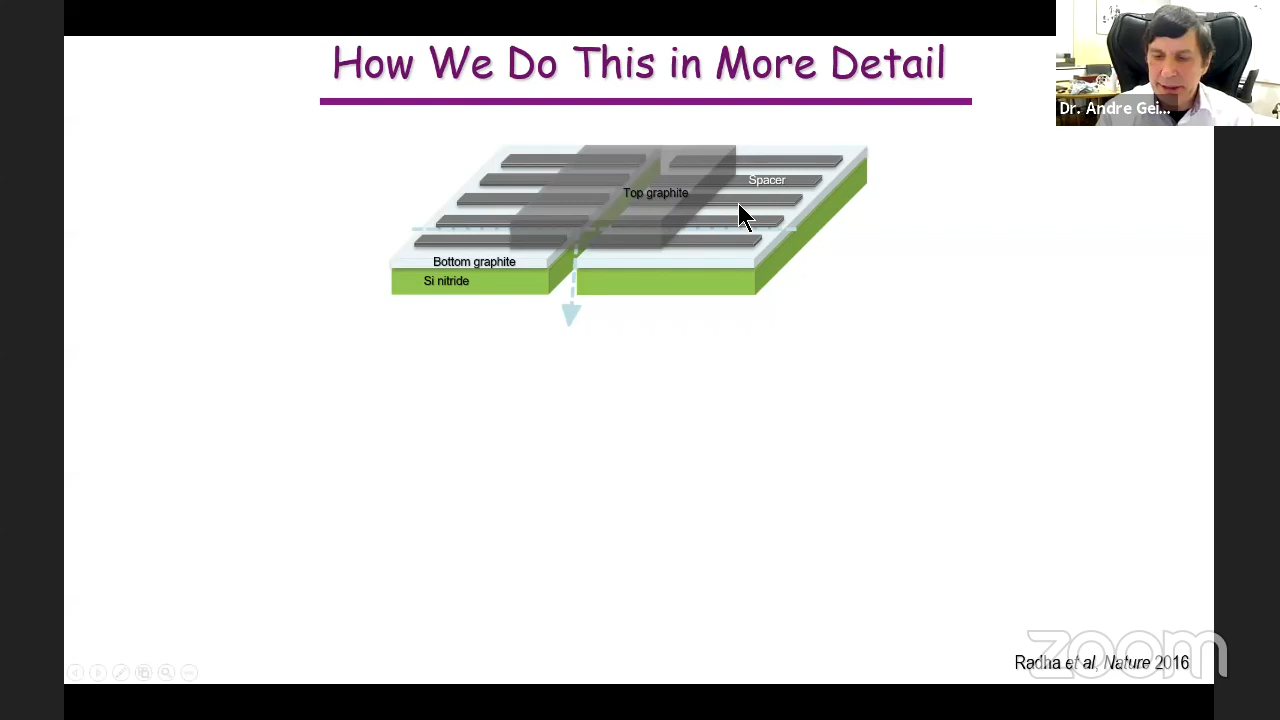 How We Do This in More Detail
Dr. Andre Gei...
Spacer
Top graphite
Bottom graphite
Si nitride
zoom
Radha et al, Nature 2016